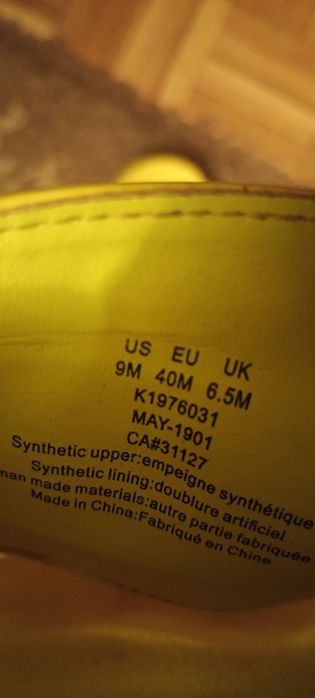 US EU UK
9M 40M 6.5M
K1976031
MAY-1901
CA#31127
Synthetic upper:empeigne synthétique
Synthetic lining:doublure artificiel
man made materials:autre partie fabriquée
Made in China:Fabriqué en Chine